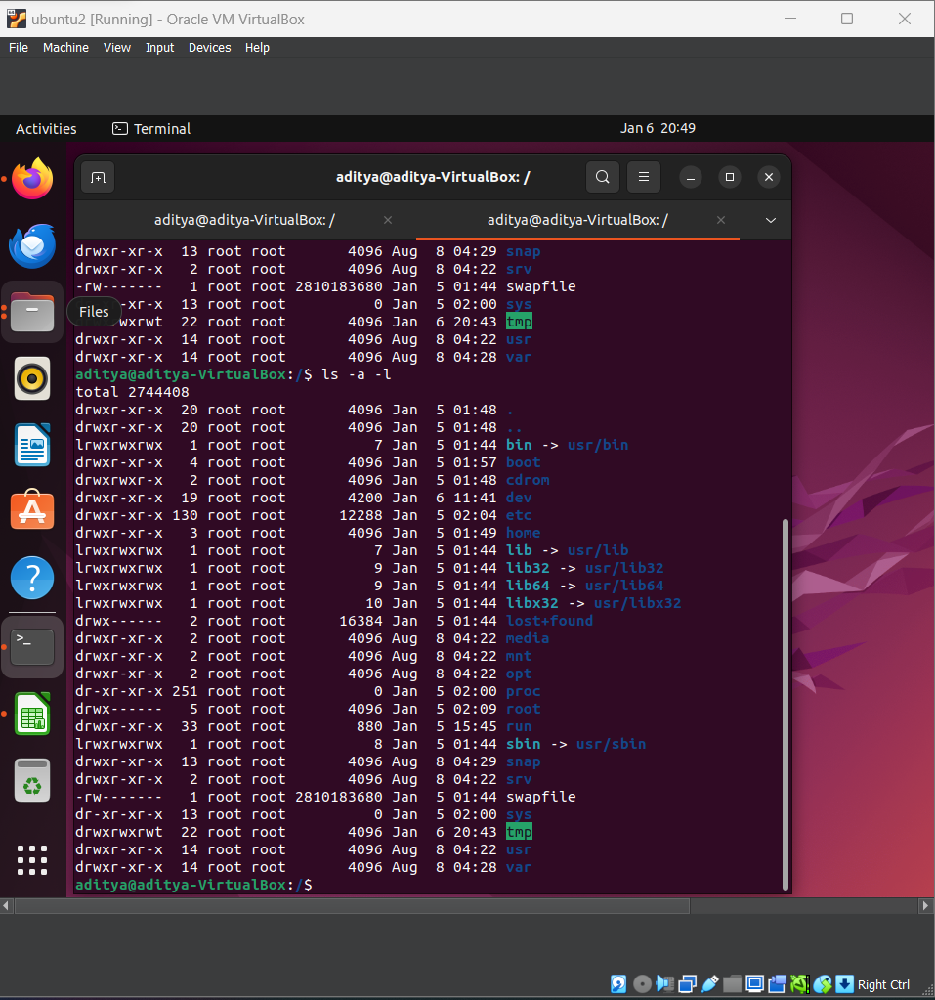 ubuntu2 [Running] - Oracle VM VirtualBox
File Machine View Input Devices Help
Activities Terminal Jan 6 20:49
aditya@aditya-VirtualBox: /
aditya@aditya-VirtualBox: / aditya@aditya-VirtualBox: /
drwxr-xr-x 13 root root 4096 Aug 8 04:29 snap
drwxr-xr-x 2 root root 4096 Aug 8 04:22 srv
-rw------- 1 root root 2810183680 Jan 5 01:44 swapfile
-xr-x 13 root root 0 Jan 5 02:00 sys
Files
wxrwt 22 root root 4096 Jan 6 20:43 tmp
drwxr-xr-x 14 root root 4096 Aug 8 04:22 usr
drwxr-xr-x 14 root root 4096 Aug 8 04:28 var
aditya@aditya-VirtualBox:/$ ls -a -l
total 2744408
drwxr-xr-x 20 root root 4096 Jan 5 01:48 .
drwxr-xr-x 20 root root 4096 Jan 5 01:48 ..
lrwxrwxrwx 1 root root 7 Jan 5 01:44 bin -> usr/bin
drwxr-xr-x 4 root root 4096 Jan 5 01:57 boot
drwxrwxr-x 2 root root 4096 Jan 5 01:48 cdrom
drwxr-xr-x 19 root root 4200 Jan 6 11:41 dev
drwxr-xr-x 130 root root 12288 Jan 5 02:04 etc
drwxr-xr-x 3 root root 4096 Jan 5 01:49 home
lrwxrwxrwx 1 root root 7 Jan 5 01:44 lib -> usr/lib
lrwxrwxrwx 1 root root 9 Jan 5 01:44 lib32 -> usr/lib32
lrwxrwxrwx 1 root root 9 Jan 5 01:44 lib64 -> usr/lib64
lrwxrwxrwx 1 root root 10 Jan 5 01:44 libx32 -> usr/libx32
drwx------ 2 root root 16384 Jan 5 01:44 lost+found
drwxr-xr-x 2 root root 4096 Aug 8 04:22 media
drwxr-xr-x 2 root root 4096 Aug 8 04:22 mnt
drwxr-xr-x 2 root root 4096 Aug 8 04:22 opt
dr-xr-xr-x 251 root root 0 Jan 5 02:00 proc
drwx------ 5 root root 4096 Jan 5 02:09 root
drwxr-xr-x 33 root root 880 Jan 5 15:45 run
lrwxrwxrwx 1 root root 8 Jan 5 01:44 sbin -> usr/sbin
drwxr-xr-x 13 root root 4096 Aug 8 04:29 snap
drwxr-xr-x 2 root root 4096 Aug 8 04:22 srv
-rw------- 1 root root 2810183680 Jan 5 01:44 swapfile
dr-xr-xr-x 13 root root 0 Jan 5 02:00 sys
drwxrwxrwt 22 root root 4096 Jan 6 20:43 tmp
drwxr-xr-x 14 root root 4096 Aug 8 04:22 usr
drwxr-xr-x 14 root root 4096 Aug 8 04:28 var
aditya@aditya-VirtualBox:/$
Right Ctrl